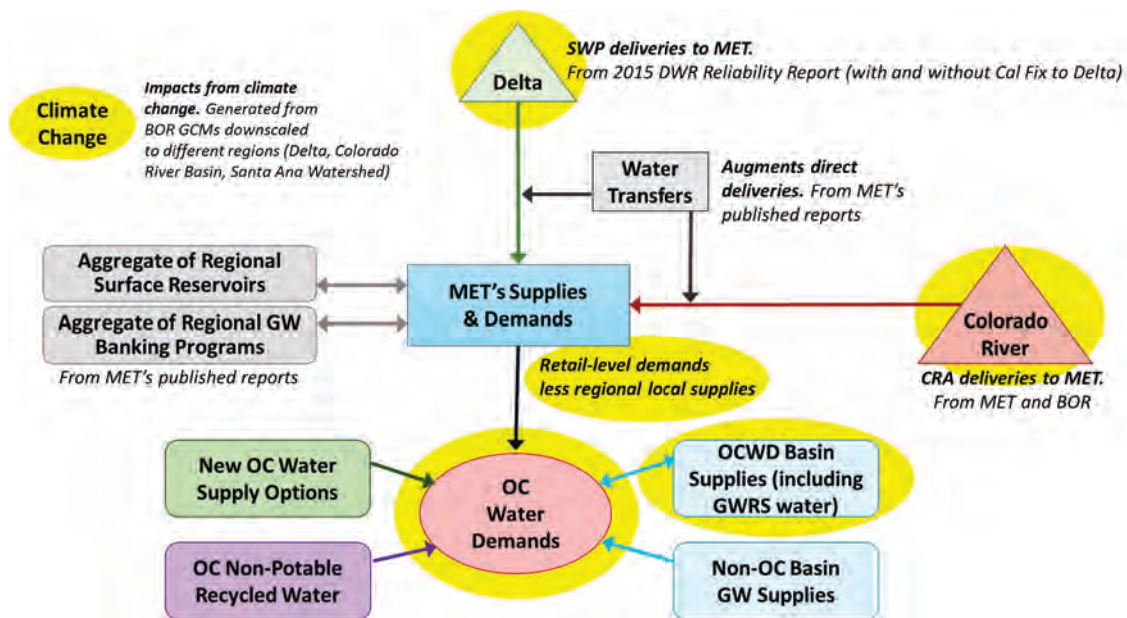 SWP deliveries to MET.
From 2015 DWR Reliability Report (with and without Cal Fix to Delta)
Delta
Climate
Change
Impacts from climate
change. Generated from
BOR GCMs downscaled
to different regions (Delta, Colorado
River Basin, Santa Ana Watershed)
Water
Transfers
Augments direct
deliveries. From MET's
published reports
Aggregate of Regional
Surface Reservoirs
Aggregate of Regional GW
Banking Programs
From MET's published reports
MET's Supplies
& Demands
Colorado
River
CRA deliveries to MET.
From MET and BOR
Retail-level demands
less regional local supplies
New OC Water
Supply Options
OC
Water
Demands
OCWD Basin
Supplies (including
GWRS water)
OC Non-Potable
Recycled Water
Non-OC Basin
GW Supplies